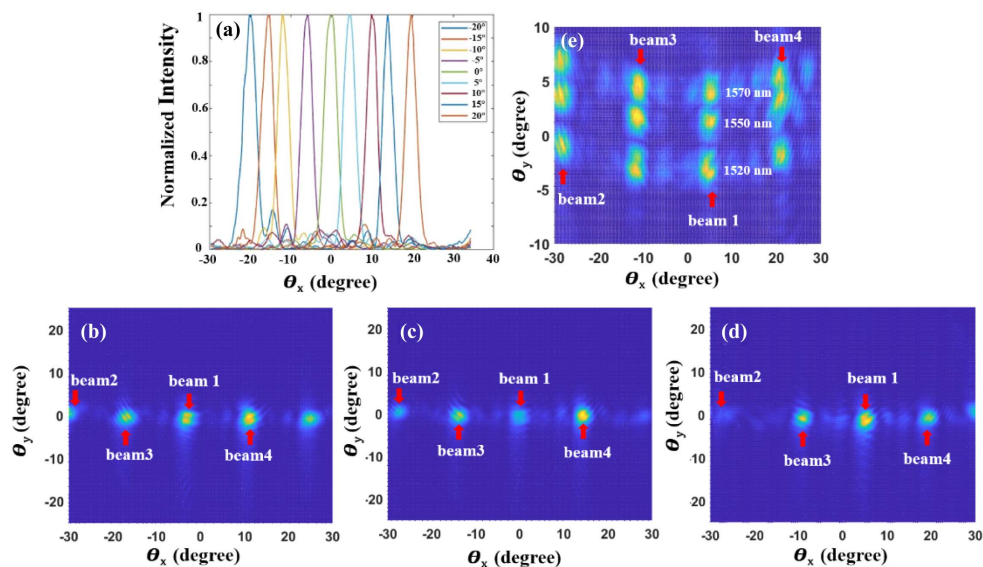 (a)
Normalized Intensity
1
0.8
0.6
0.4
0.2
0
-30 -20 -10 0 10 20 30 40
θx (degree)
-20°
-15°
-10°
-5°
0°
5°
10°
15°
20°
(e)
beam3
beam4
1570 nm
1550 nm
1520 nm
beam2
beam 1
θy (degree)
10
5
0
-5
-10
-30 -20 -10 0 10 20 30
θx (degree)
(b)
beam2
beam 1
beam3
beam4
θy (degree)
20
10
0
-10
-20
-30 -20 -10 0 10 20 30
θx (degree)
(c)
beam2
beam 1
beam3
beam4
θy (degree)
20
10
0
-10
-20
-30 -20 -10 0 10 20 30
θx (degree)
(d)
beam2
beam 1
beam3
beam4
θy (degree)
20
10
0
-10
-20
-30 -20 -10 0 10 20 30
θx (degree)